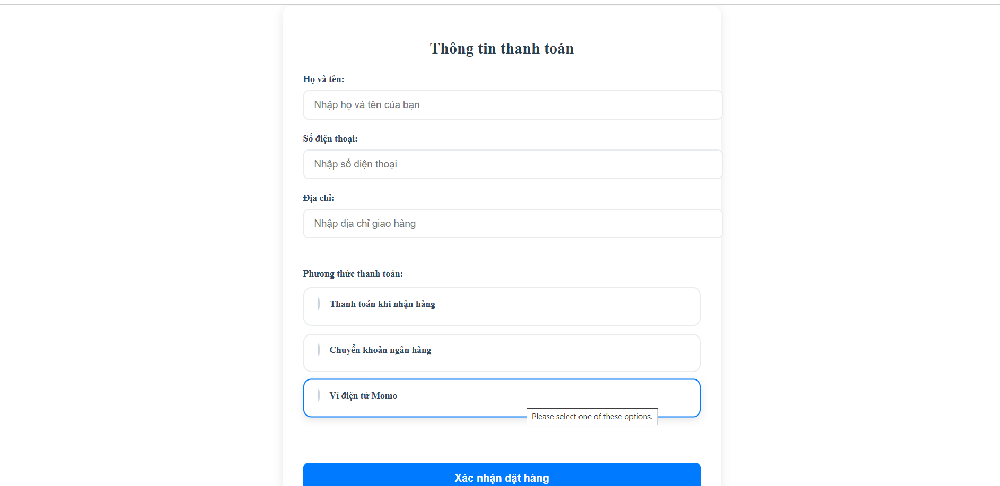 Thông tin thanh toán
Họ và tên:
Nhập họ và tên của bạn
Số điện thoại:
Nhập số điện thoại
Địa chỉ:
Nhập địa chỉ giao hàng
Phương thức thanh toán:
Thanh toán khi nhận hàng
Chuyển khoản ngân hàng
Ví điện tử Momo
Please select one of these options.
Xác nhận đặt hàng